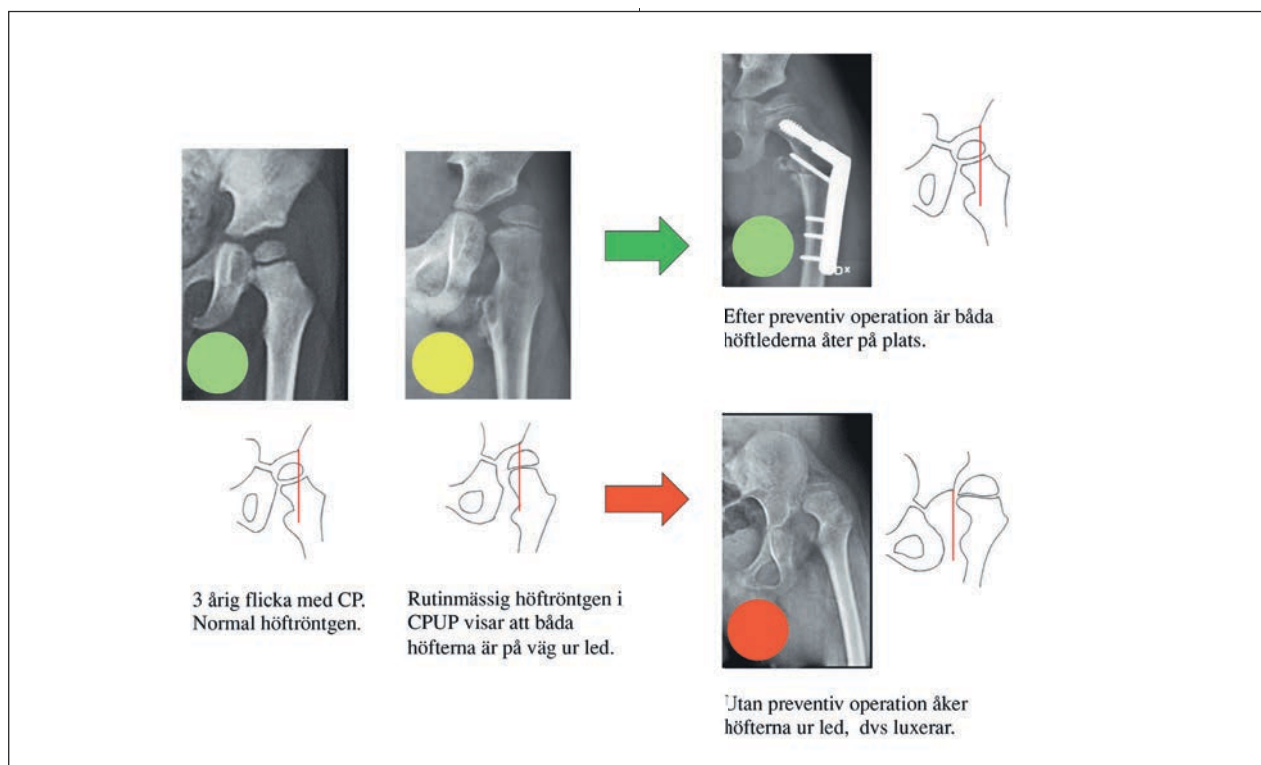 3 årig flicka med CP.
Normal höftröntgen.
Rutinmässig höftröntgen i
CPUP visar att båda
höfterna är på väg ur led.
Efter preventiv operation är båda
höftlederna åter på plats.
Utan preventiv operation åker
höfterna ur led, dvs luxerar.